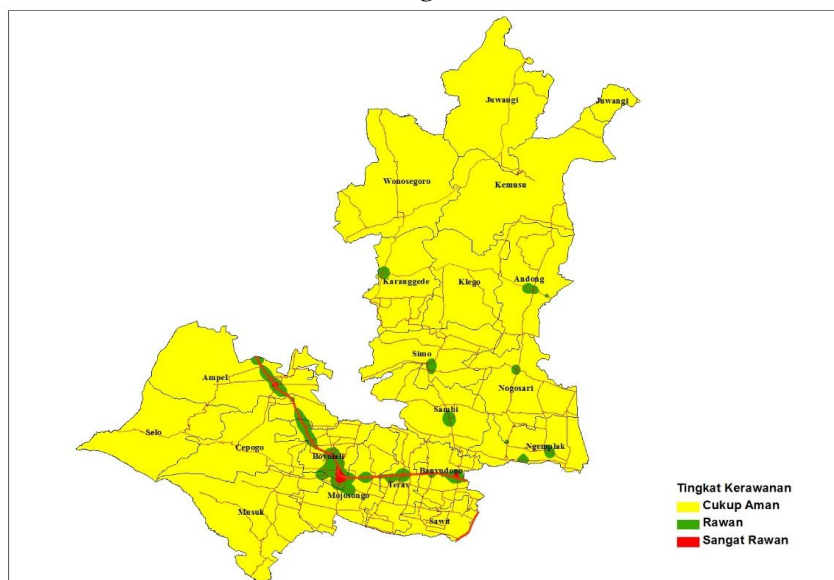 Juwangi
Juwangi
Wonosegoro
Kemusu
Karanggede
Klego
Andong
Simo
Ampel
Nogosari
Selo
Sambi
Cepogo
Ngemplak
Boyolali
Banyudono
Teras
Mojosongo
Musuk
Sawit
Tingkat Kerawanan
Cukup Aman
Rawan
Sangat Rawan